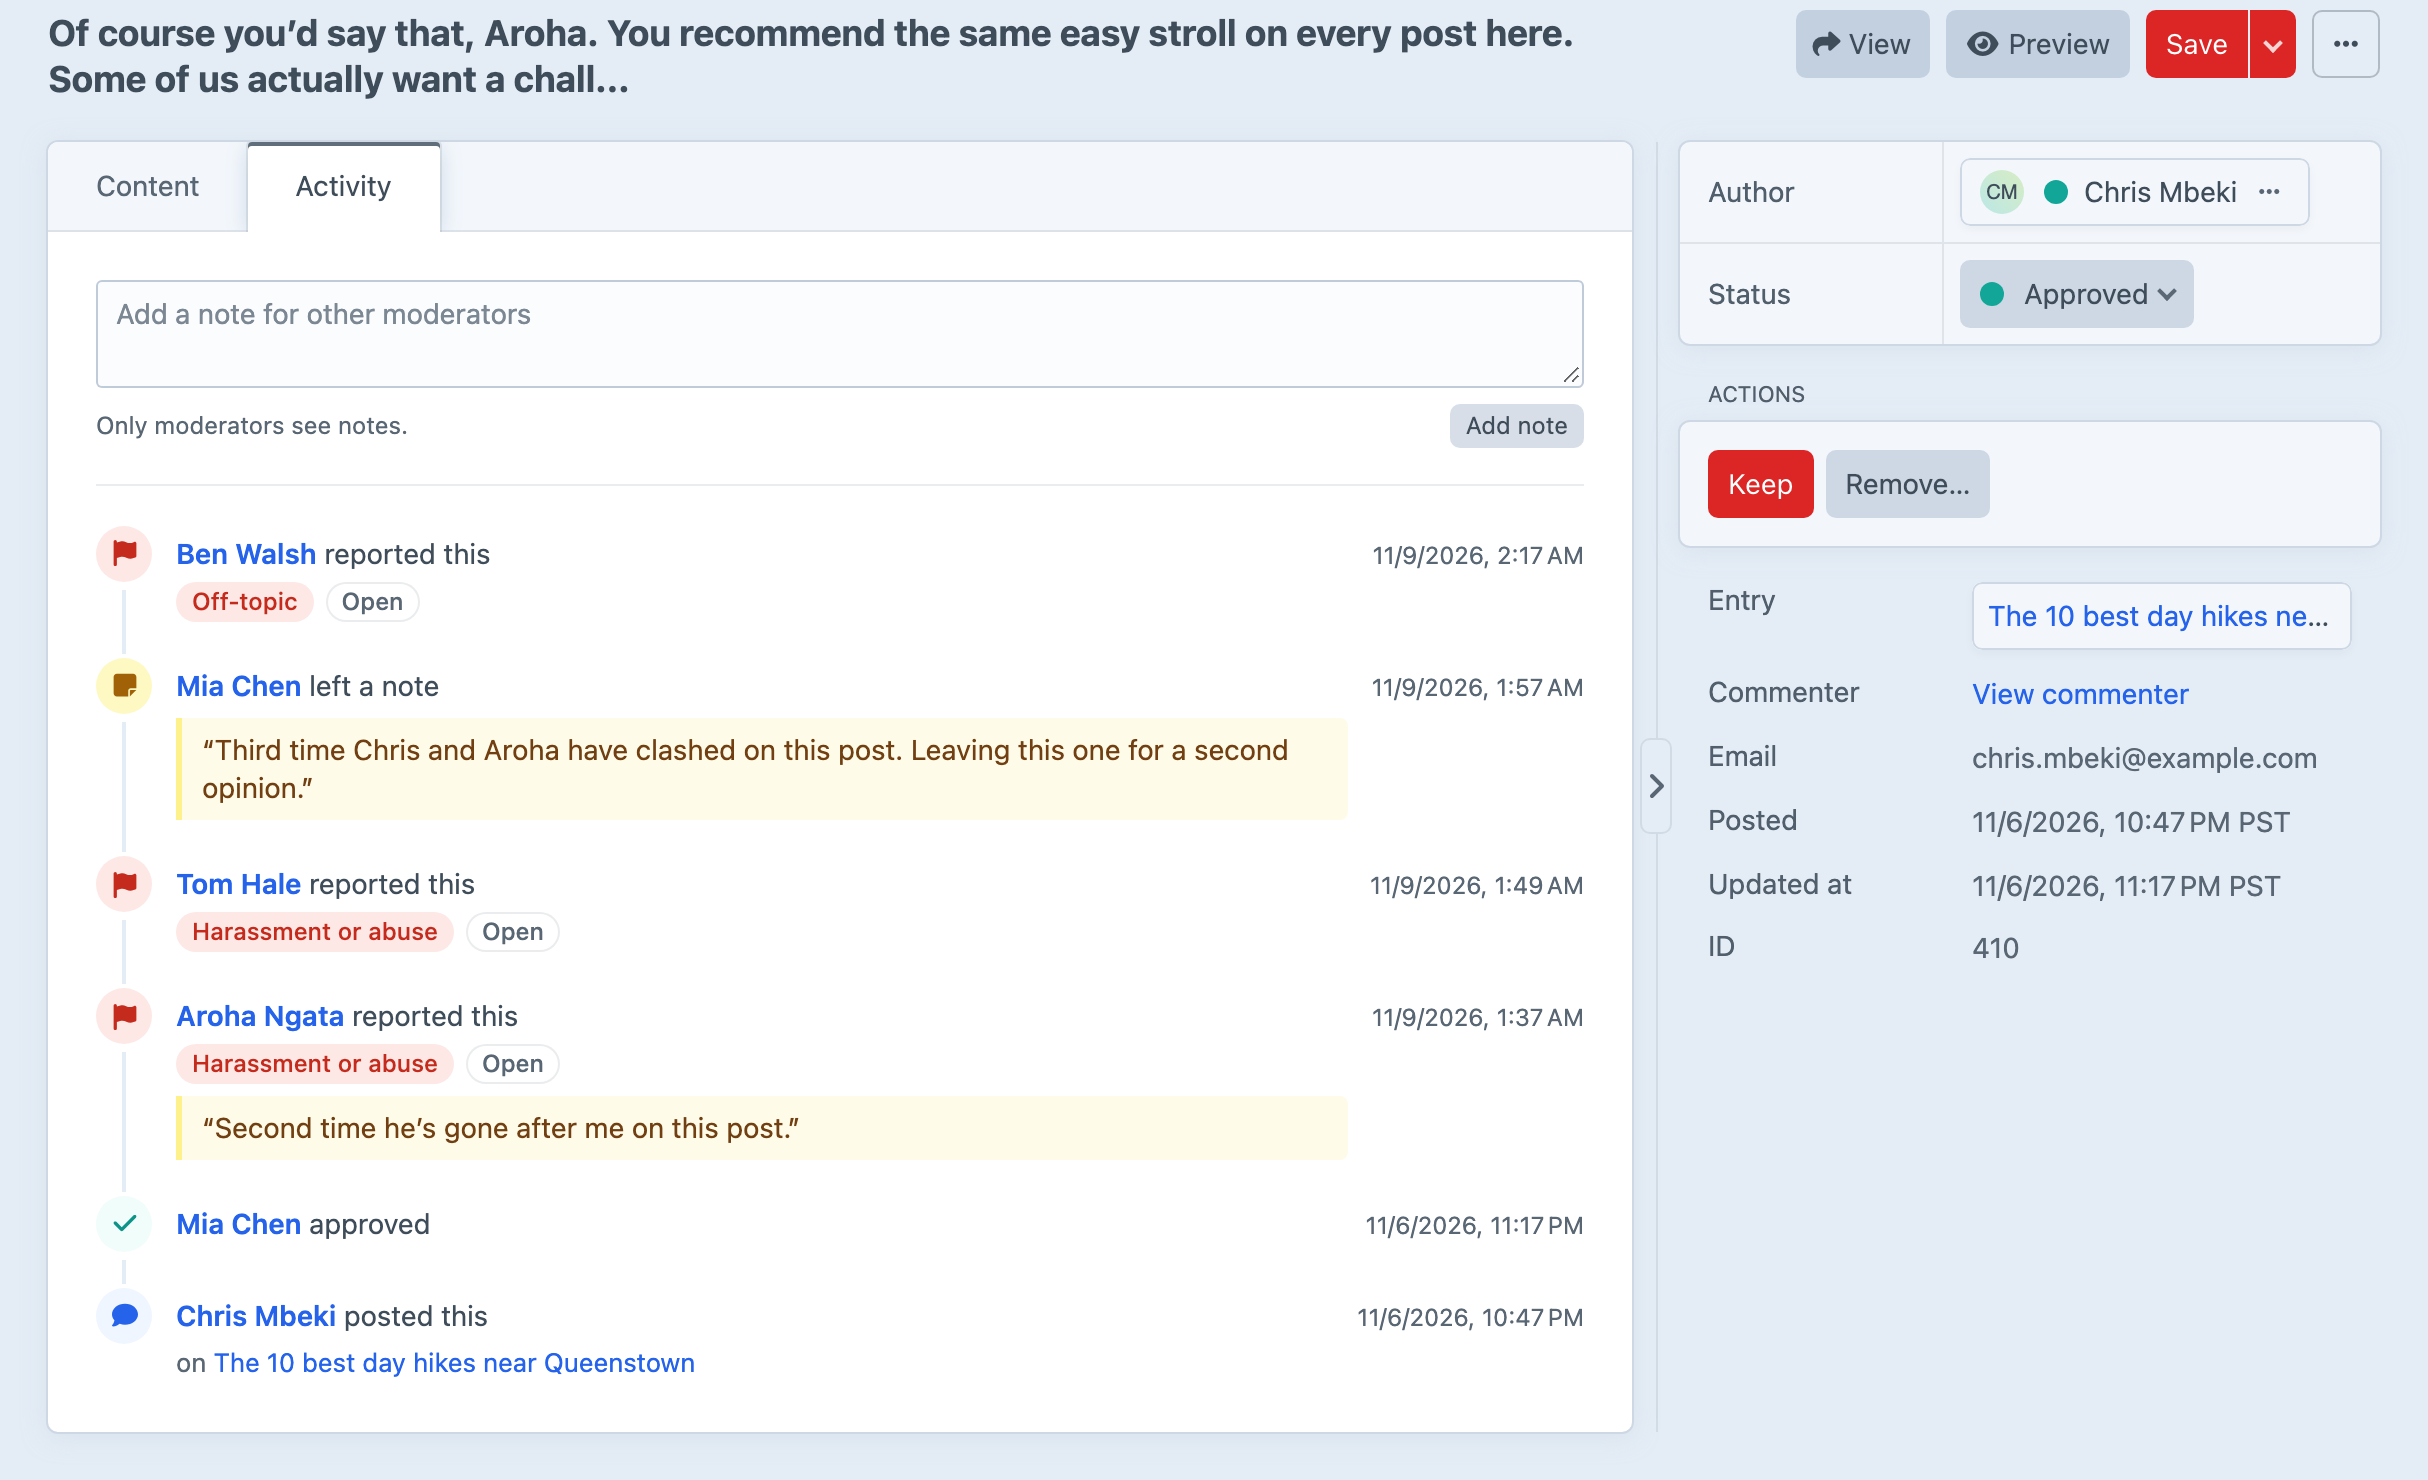 Of course you’d say that, Aroha. You recommend the same easy stroll on every post here.
Some of us actually want a chall...
View
Preview
Save
Content
Activity
Add a note for other moderators
Only moderators see notes.
Add note
Ben Walsh reported this
11/9/2026, 2:17 AM
Off-topic
Open
Mia Chen left a note
11/9/2026, 1:57 AM
“Third time Chris and Aroha have clashed on this post. Leaving this one for a second
opinion.”
Tom Hale reported this
11/9/2026, 1:49 AM
Harassment or abuse
Open
Aroha Ngata reported this
11/9/2026, 1:37 AM
Harassment or abuse
Open
“Second time he’s gone after me on this post.”
Mia Chen approved
11/6/2026, 11:17 PM
Chris Mbeki posted this
11/6/2026, 10:47 PM
on The 10 best day hikes near Queenstown
Author
CM
Chris Mbeki
Status
Approved
ACTIONS
Keep
Remove...
Entry
The 10 best day hikes ne...
Commenter
View commenter
Email
chris.mbeki@example.com
Posted
11/6/2026, 10:47 PM PST
Updated at
11/6/2026, 11:17 PM PST
ID
410